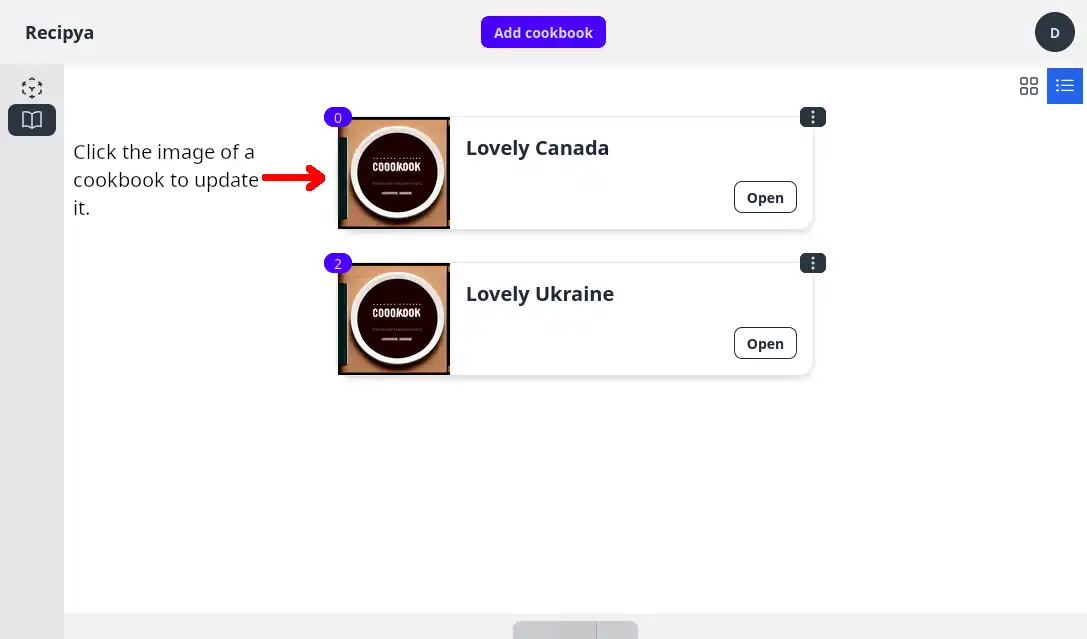 Recipya
Add cookbook
D
Click the image of a
cookbook to update
it.
0
COOOKOOK
Lovely Canada
Open
2
COOOKOOK
Lovely Ukraine
Open